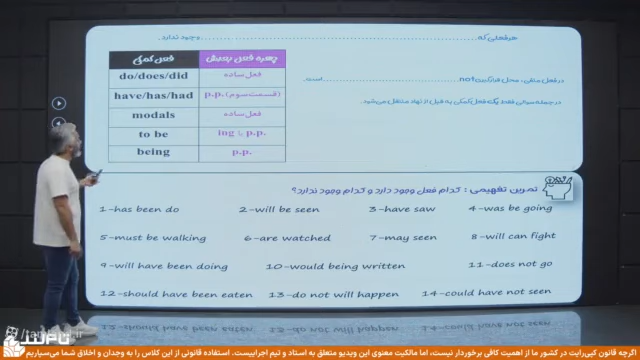 هر فعلی که .......... وجود ندارد.
فعل کمکی چهره فعل بعدیش
do/does/did فعل ساده
have/has/had p.p. (قسمت سوم)
modals فعل ساده
to be p.p. یا ing
being p.p.
در فعل منفی، محل قرارگیری not .......... است.
در جمله سوالی فقط یک فعل کمکی به قبل از نهاد منتقل می‌شود.
تمرین تفهیمی: کدام فعل وجود دارد و کدام وجود ندارد؟
1-has been do 2-will be seen 3-have saw 4-was be going
5-must be walking 6-are watched 7-may seen 8-will can fight
9-will have been doing 10-would being written 11-does not go
12-should have been eaten 13-do not will happen 14-could have not seen
اگرچه قانون کپی‌رایت در کشور ما از اهمیت کافی برخوردار نیست، اما مالکیت معنوی این ویدیو متعلق به استاد و تیم اجراییست. استفاده قانونی از این کلاس را به وجدان و اخلاق شما می‌سپاریم